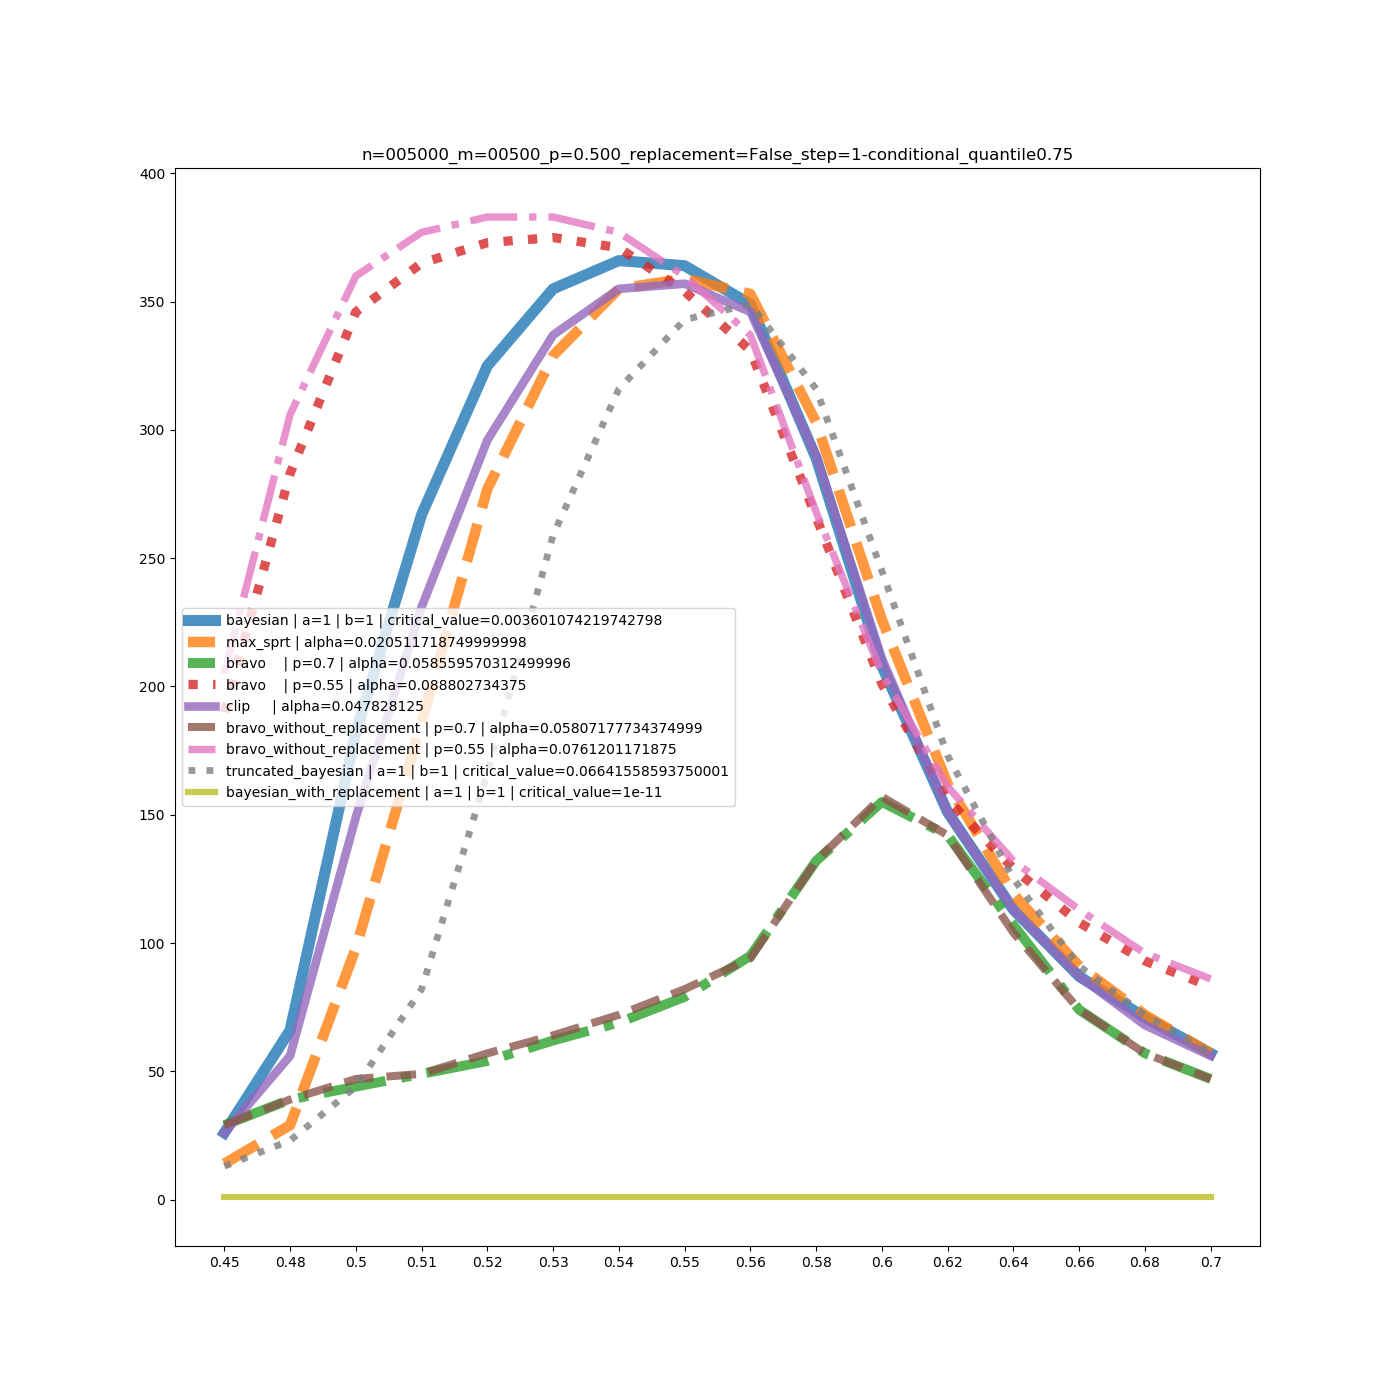 n=005000_m=00500_p=0.500_replacement=False_step=1-conditional_quantile0.75
400
350
300
250
200
150
100
50
0
bayesian | a=1 | b=1 | critical_value=0.003601074219742798
max_sprt | alpha=0.020511718749999998
bravo | p=0.7 | alpha=0.058559570312499996
bravo | p=0.55 | alpha=0.088802734375
clip | alpha=0.047828125
bravo_without_replacement | p=0.7 | alpha=0.05807177734374999
bravo_without_replacement | p=0.55 | alpha=0.0761201171875
truncated_bayesian | a=1 | b=1 | critical_value=0.06641558593750001
bayesian_with_replacement | a=1 | b=1 | critical_value=1e-11
0.45 0.48 0.5 0.51 0.52 0.53 0.54 0.55 0.56 0.58 0.6 0.62 0.64 0.66 0.68 0.7